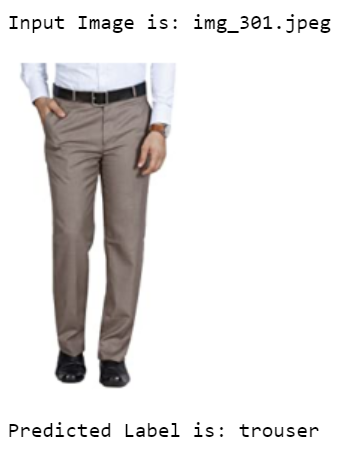 Input Image is: img_301.jpeg
Predicted Label is: trouser